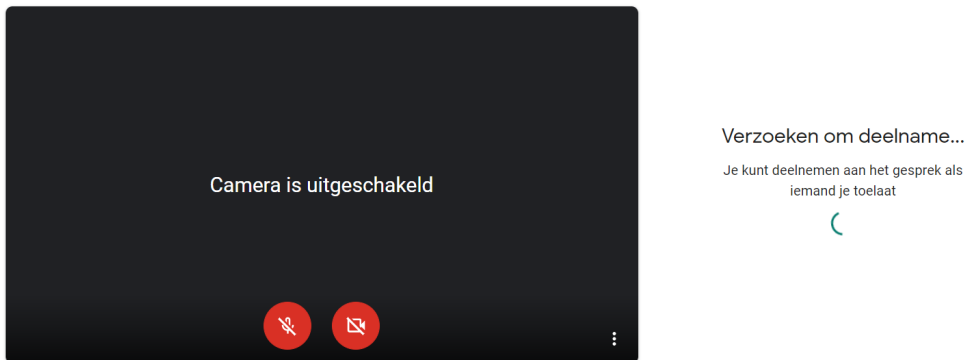 Camera is uitgeschakeld
Verzoeken om deelname...
Je kunt deelnemen aan het gesprek als
iemand je toelaat